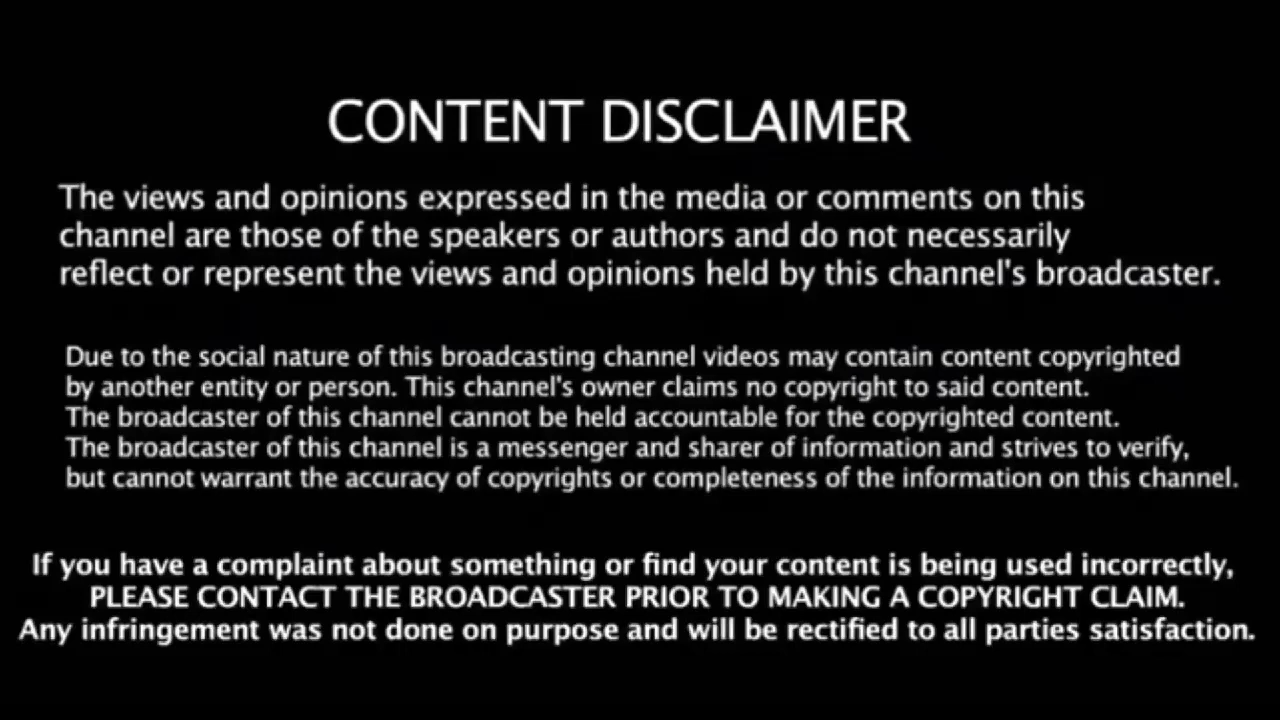 CONTENT DISCLAIMER
The views and opinions expressed in the media or comments on this
channel are those of the speakers or authors and do not necessarily
reflect or represent the views and opinions held by this channel's broadcaster.
Due to the social nature of this broadcasting channel videos may contain content copyrighted
by another entity or person. This channel's owner claims no copyright to said content.
The broadcaster of this channel cannot be held accountable for the copyrighted content.
The broadcaster of this channel is a messenger and sharer of information and strives to verify,
but cannot warrant the accuracy of copyrights or completeness of the information on this channel.
If you have a complaint about something or find your content is being used incorrectly,
PLEASE CONTACT THE BROADCASTER PRIOR TO MAKING A COPYRIGHT CLAIM.
Any infringement was not done on purpose and will be rectified to all parties satisfaction.